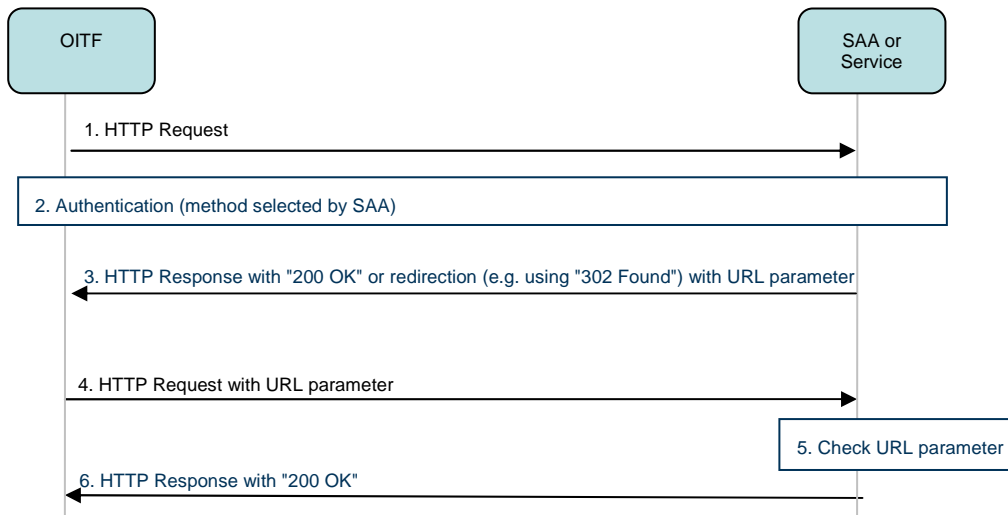 OITF
SAA or
Service
1. HTTP Request
2. Authentication (method selected by SAA)
3. HTTP Response with "200 OK" or redirection (e.g. using "302 Found") with URL parameter
4. HTTP Request with URL parameter
5. Check URL parameter
6. HTTP Response with "200 OK"